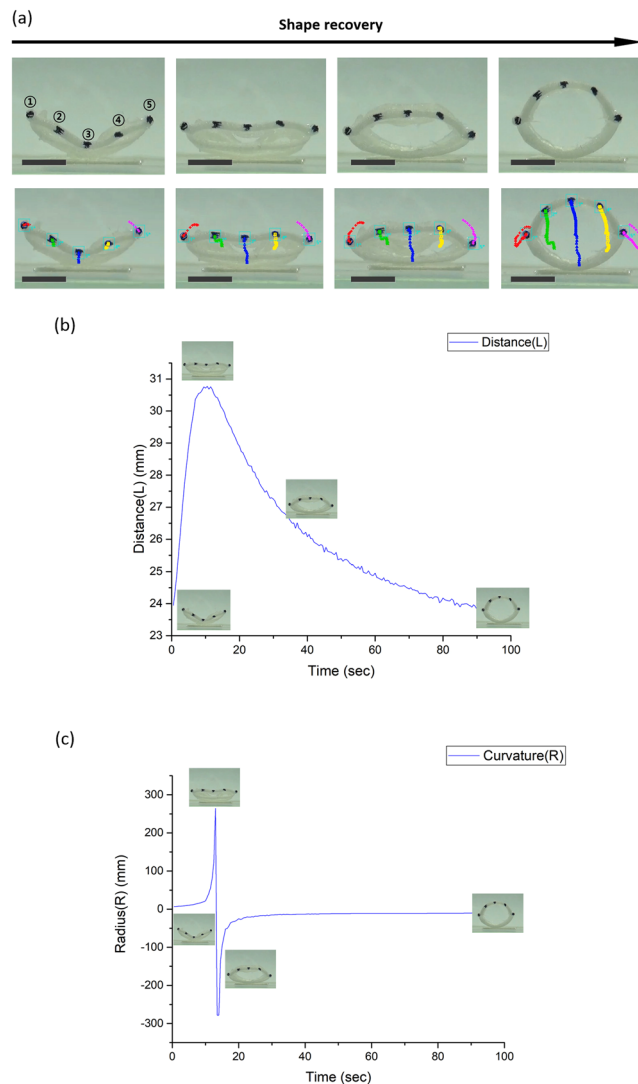 (a)
Shape recovery
① ② ③ ④ ⑤
(b)
Distance(L)
Distance(L) (mm)
31
30
29
28
27
26
25
24
23
0 20 40 60 80 100
Time (sec)
(c)
Curvature(R)
Radius(R) (mm)
300
200
100
0
-100
-200
-300
0 20 40 60 80 100
Time (sec)